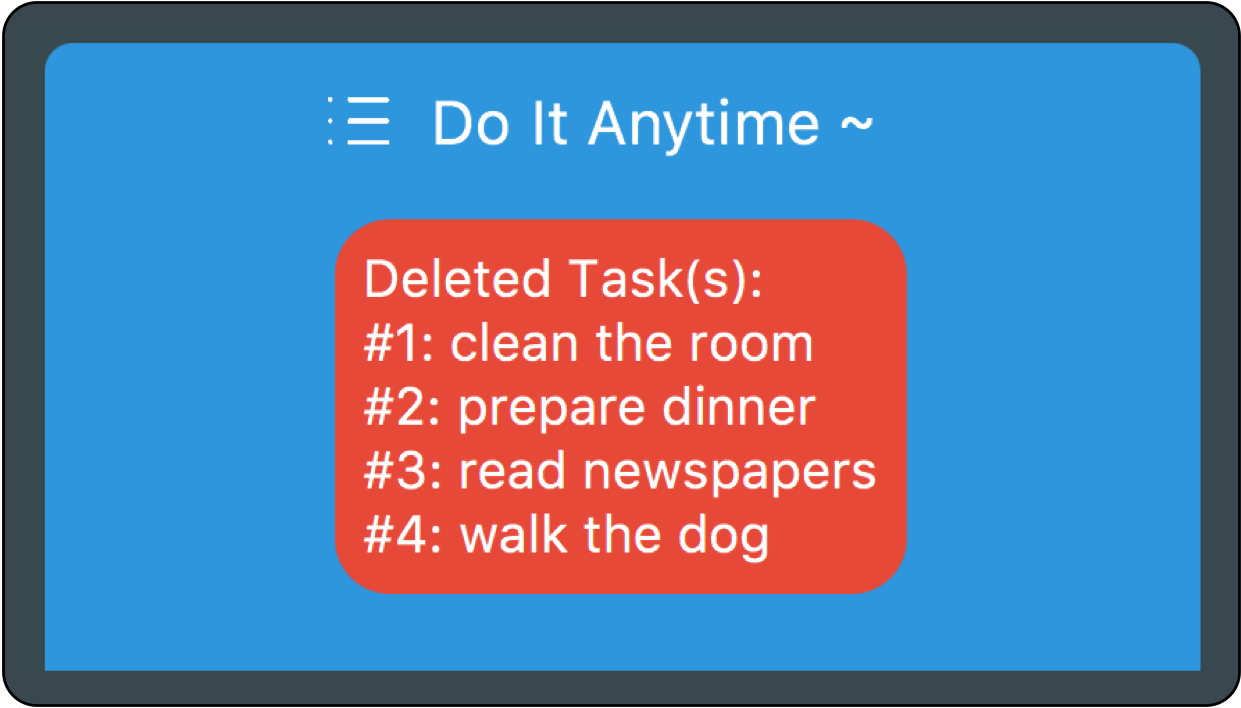 Do It Anytime ~
Deleted Task(s):
#1: clean the room
#2: prepare dinner
#3: read newspapers
#4: walk the dog